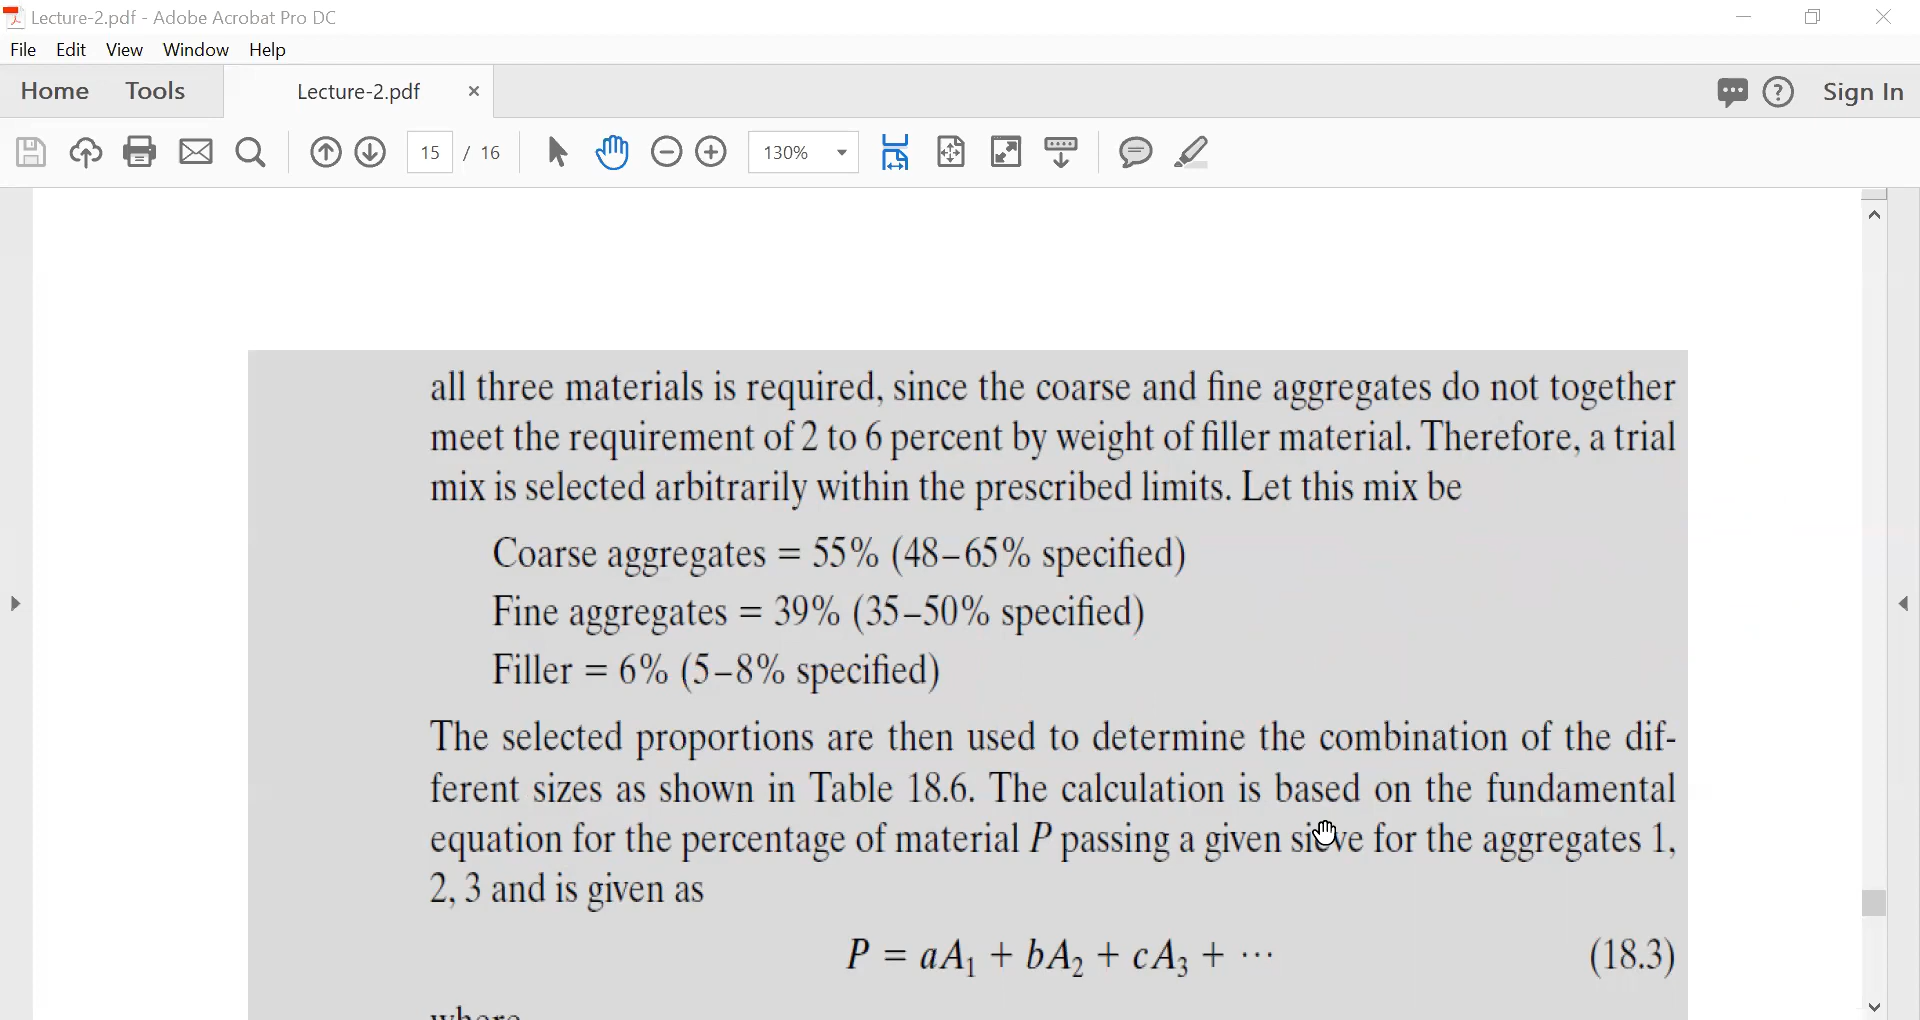 Lecture-2.pdf - Adobe Acrobat Pro DC
File Edit View Window Help
Home Tools Lecture-2.pdf × Sign In
15 / 16 130%
all three materials is required, since the coarse and fine aggregates do not together
meet the requirement of 2 to 6 percent by weight of filler material. Therefore, a trial
mix is selected arbitrarily within the prescribed limits. Let this mix be
Coarse aggregates = 55% (48–65% specified)
Fine aggregates = 39% (35–50% specified)
Filler = 6% (5–8% specified)
The selected proportions are then used to determine the combination of the dif-
ferent sizes as shown in Table 18.6. The calculation is based on the fundamental
equation for the percentage of material P passing a given sieve for the aggregates 1,
2, 3 and is given as
P = aA₁ + bA₂ + cA₃ + ⋯ (18.3)
where